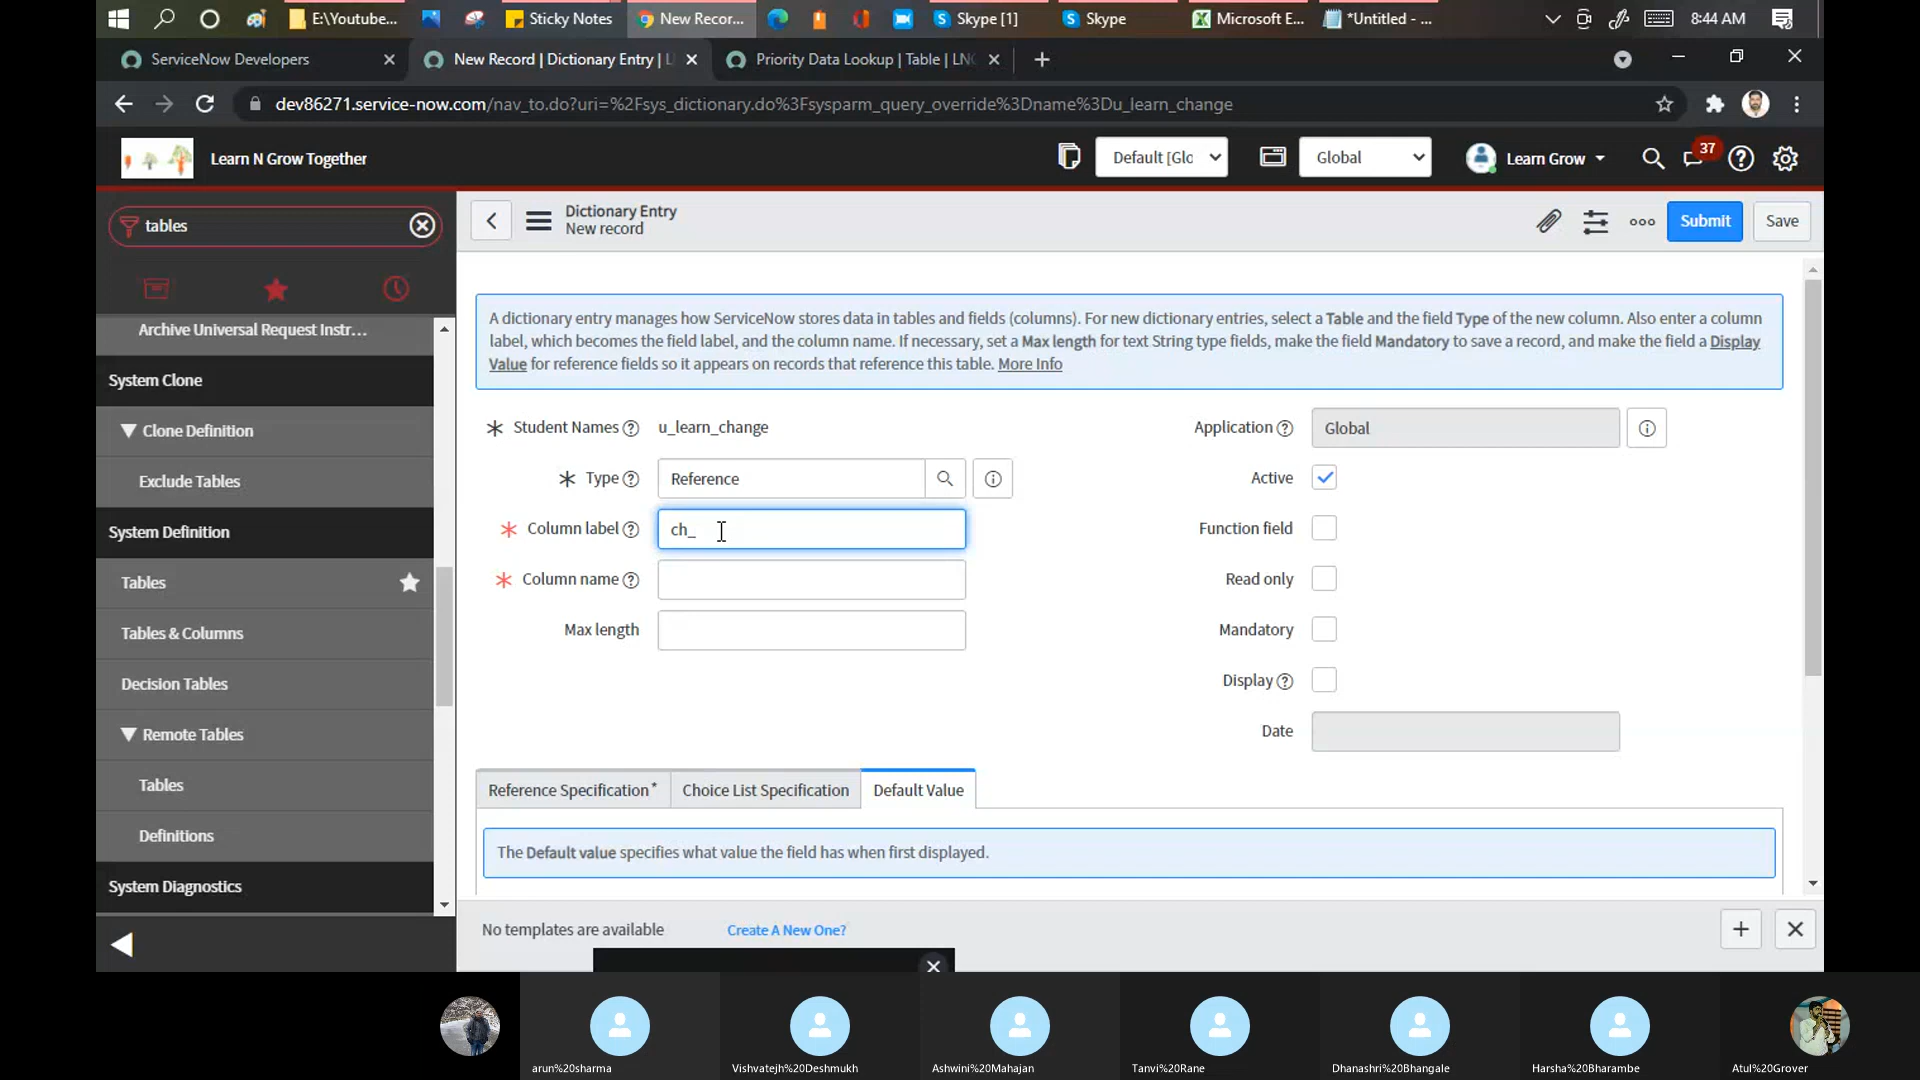 E:\Youtube...
Sticky Notes
New Recor...
Skype [1]
Skype
Microsoft E...
*Untitled - ...
8:44 AM
ServiceNow Developers
New Record | Dictionary Entry | L
Priority Data Lookup | Table | LNG
dev86271.service-now.com/nav_to.do?uri=%2Fsys_dictionary.do%3Fsysparm_query_override%3Dname%3Du_learn_change
Learn N Grow Together
Default [Glc
Global
Learn Grow
37
tables
Dictionary Entry
New record
Submit
Save
Archive Universal Request Instr...
System Clone
Clone Definition
Exclude Tables
System Definition
Tables
Tables & Columns
Decision Tables
Remote Tables
Tables
Definitions
System Diagnostics
A dictionary entry manages how ServiceNow stores data in tables and fields (columns). For new dictionary entries, select a Table and the field Type of the new column. Also enter a column
label, which becomes the field label, and the column name. If necessary, set a Max length for text String type fields, make the field Mandatory to save a record, and make the field a Display
Value for reference fields so it appears on records that reference this table. More Info
Student Names u_learn_change
Type Reference
Column label ch_
Column name
Max length
Application Global
Active
Function field
Read only
Mandatory
Display
Date
Reference Specification* Choice List Specification Default Value
The Default value specifies what value the field has when first displayed.
No templates are available Create A New One?
arun%20sharma
Vishvatejh%20Deshmukh
Ashwini%20Mahajan
Tanvi%20Rane
Dhanashri%20Bhangale
Harsha%20Bharambe
Atul%20Grover